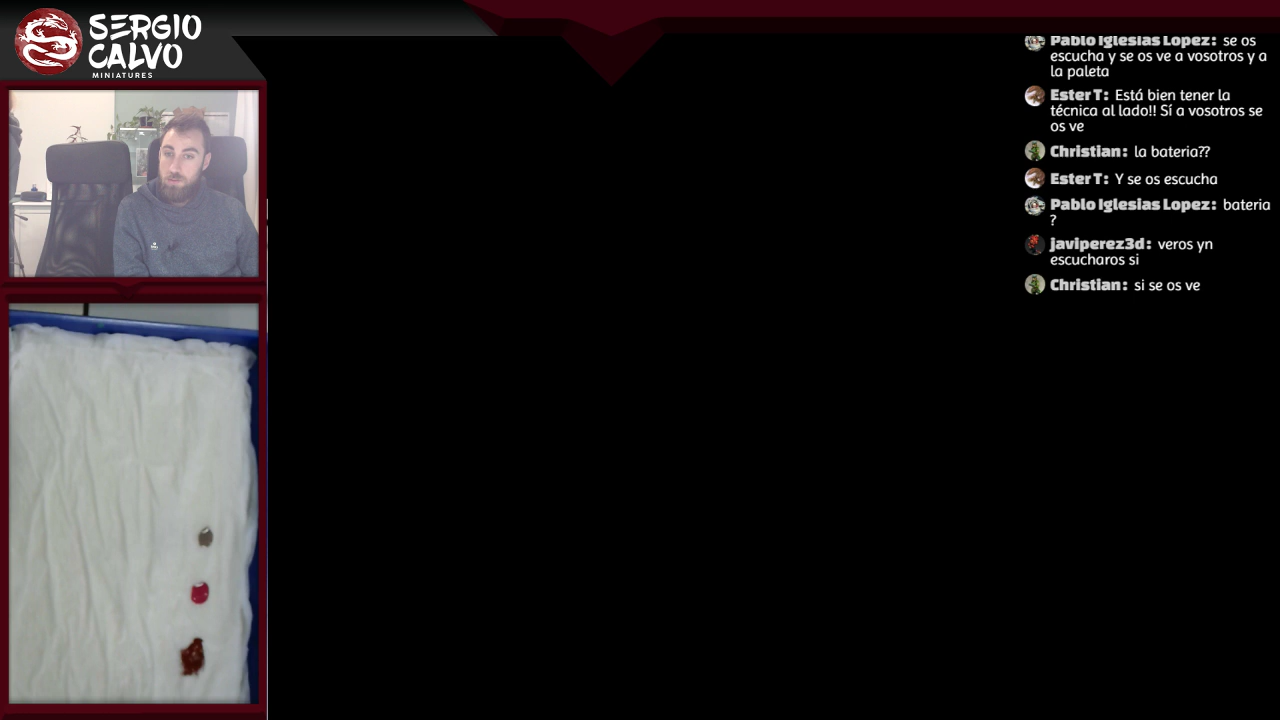 SERGIO
CALVO
MINIATURES
Pablo Iglesias Lopez: se os
escucha y se os ve a vosotros y a
la paleta
Ester T: Está bien tener la
técnica al lado!! Sí a vosotros se
os ve
Christian: la bateria??
Ester T: Y se os escucha
Pablo Iglesias Lopez: bateria
?
javiperez3d: veros yn
escucharos si
Christian: si se os ve